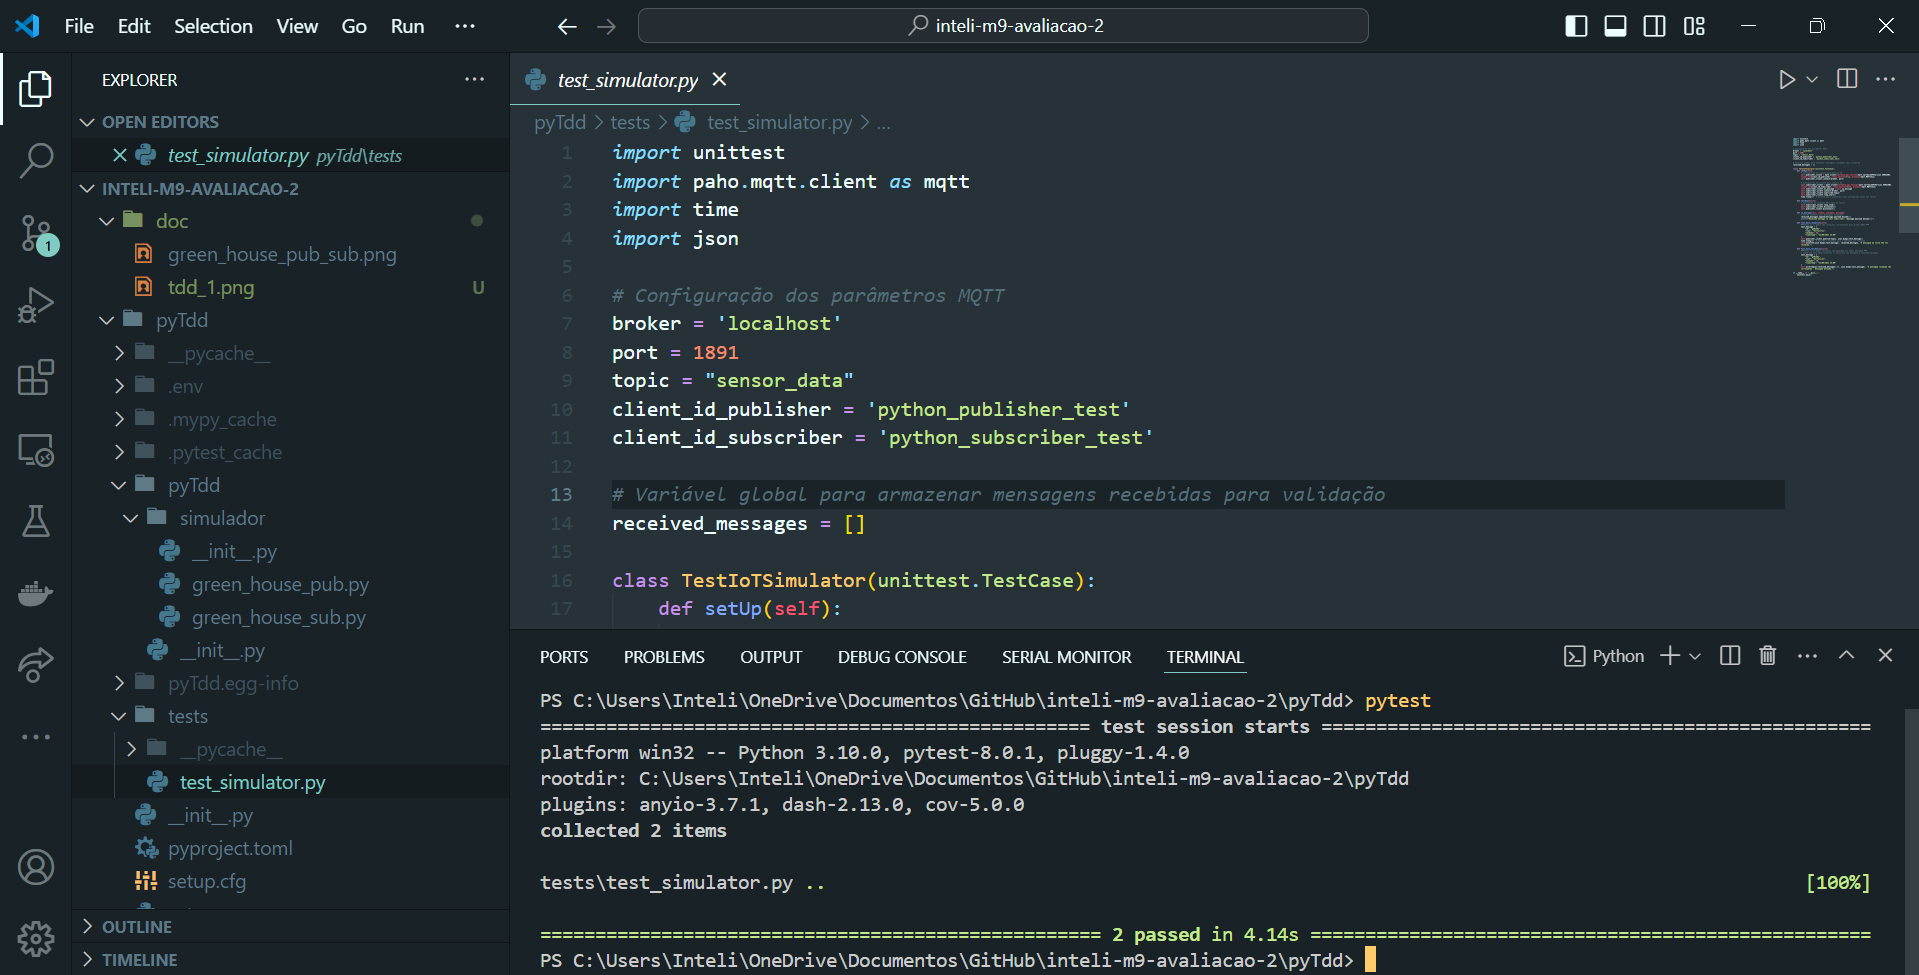 File Edit Selection View Go Run ···
inteli-m9-avaliacao-2
EXPLORER
OPEN EDITORS
test_simulator.py pyTdd\tests
INTELI-M9-AVALIACAO-2
doc
green_house_pub_sub.png
tdd_1.png U
pyTdd
__pycache__
.env
.mypy_cache
.pytest_cache
pyTdd
simulador
__init__.py
green_house_pub.py
green_house_sub.py
__init__.py
pyTdd.egg-info
tests
__pycache__
test_simulator.py
__init__.py
pyproject.toml
setup.cfg
OUTLINE
TIMELINE
1
test_simulator.py
pyTdd > tests > test_simulator.py > ...
1 import unittest
2 import paho.mqtt.client as mqtt
3 import time
4 import json
5
6 # Configuração dos parâmetros MQTT
7 broker = 'localhost'
8 port = 1891
9 topic = "sensor_data"
10 client_id_publisher = 'python_publisher_test'
11 client_id_subscriber = 'python_subscriber_test'
12
13 # Variável global para armazenar mensagens recebidas para validação
14 received_messages = []
15
16 class TestIoTSimulator(unittest.TestCase):
17 def setUp(self):
PORTS PROBLEMS OUTPUT DEBUG CONSOLE SERIAL MONITOR TERMINAL Python
PS C:\Users\Inteli\OneDrive\Documentos\GitHub\inteli-m9-avaliacao-2\pyTdd> pytest
================================================== test session starts ==================================================
platform win32 -- Python 3.10.0, pytest-8.0.1, pluggy-1.4.0
rootdir: C:\Users\Inteli\OneDrive\Documentos\GitHub\inteli-m9-avaliacao-2\pyTdd
plugins: anyio-3.7.1, dash-2.13.0, cov-5.0.0
collected 2 items
tests\test_simulator.py .. [100%]
=================================================== 2 passed in 4.14s ===================================================
PS C:\Users\Inteli\OneDrive\Documentos\GitHub\inteli-m9-avaliacao-2\pyTdd>